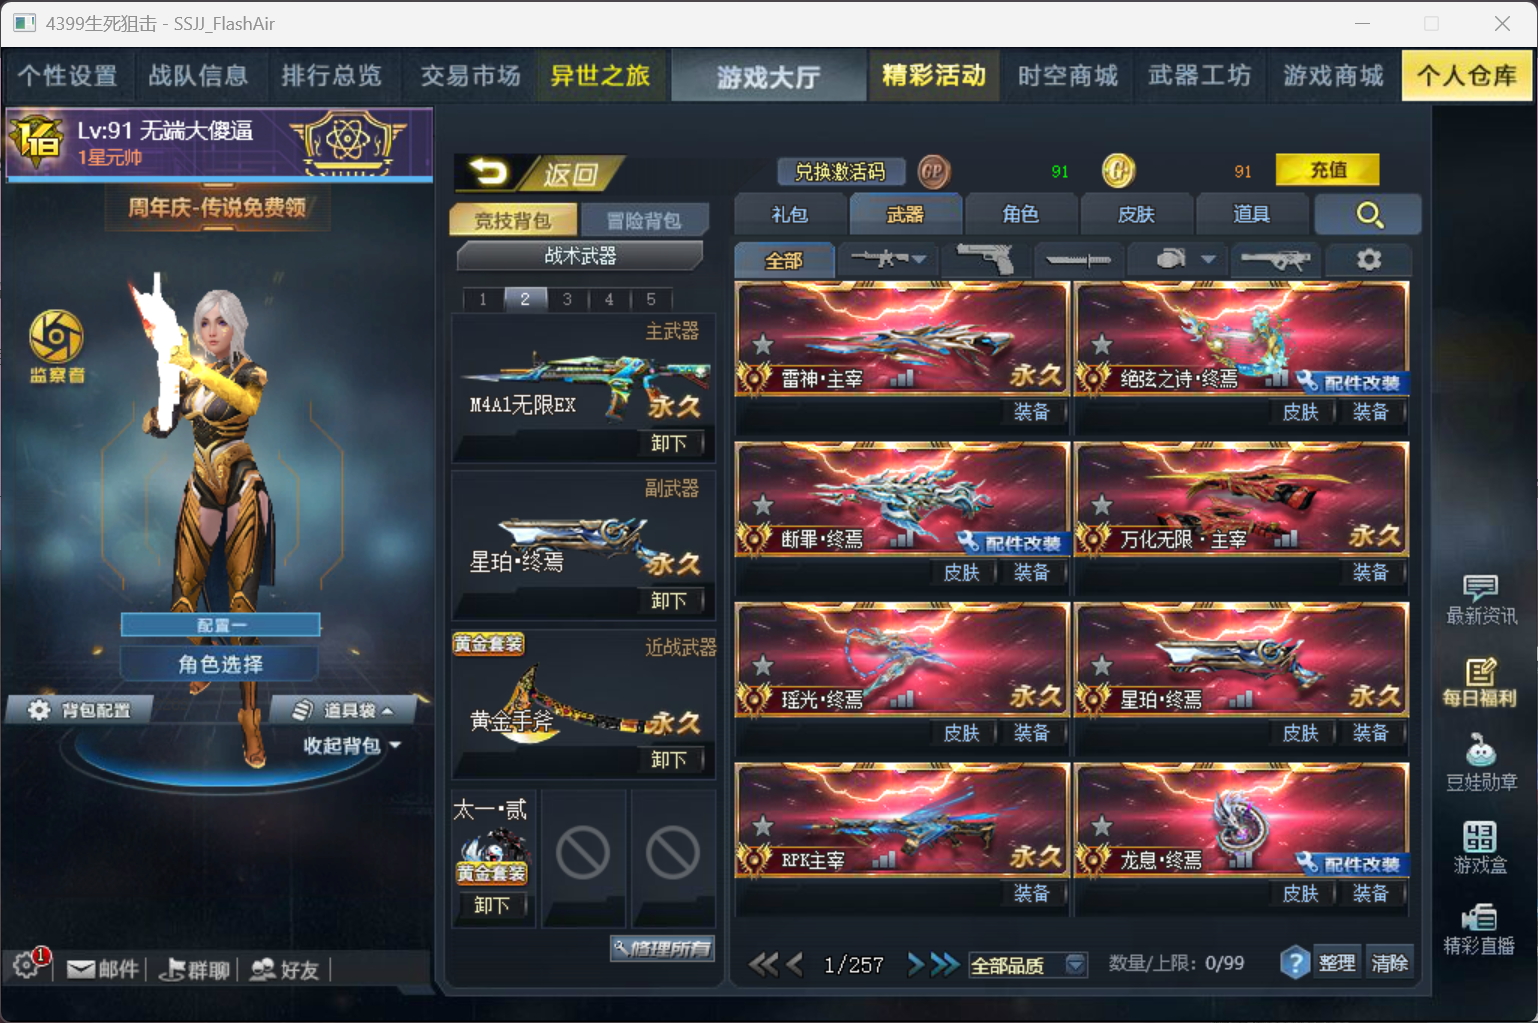 4399生死狙击 - SSJJ_FlashAir
个性设置 战队信息 排行总览 交易市场 异世之旅 游戏大厅 精彩活动 时空商城 武器工坊 游戏商城 个人仓库
Lv:91 无端大傻逼
1星元帅
周年庆-传说免费领
监察者
配置一
角色选择
背包配置 道具袋
收起背包
1
邮件 群聊 好友
返回
竞技背包 冒险背包
战术武器
1 2 3 4 5
主武器
M4A1无限EX 永久
卸下
副武器
星珀·终焉 永久
卸下
黄金套装 近战武器
黄金手斧 永久
卸下
太一·贰
黄金套装
卸下
修理所有
兑换激活码 GP 91 G 91 充值
礼包 武器 角色 皮肤 道具
全部
雷神·主宰 永久
装备
绝弦之诗·终焉 配件改装
皮肤 装备
断罪·终焉 配件改装
皮肤 装备
万化无限·主宰 永久
装备
瑶光·终焉 永久
皮肤 装备
星珀·终焉 永久
皮肤 装备
RPK主宰 永久
装备
龙息·终焉 配件改装
皮肤 装备
1/257 全部品质 数量/上限: 0/99 ? 整理 清除
最新资讯
每日福利
豆娃勋章
游戏盒
精彩直播